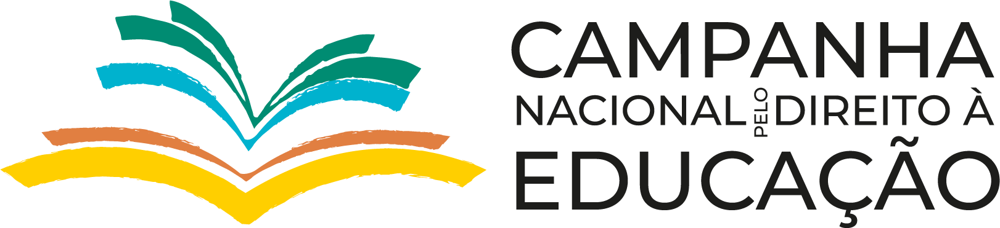 CAMPANHA
NACIONAL PELO DIREITO À
EDUCAÇÃO